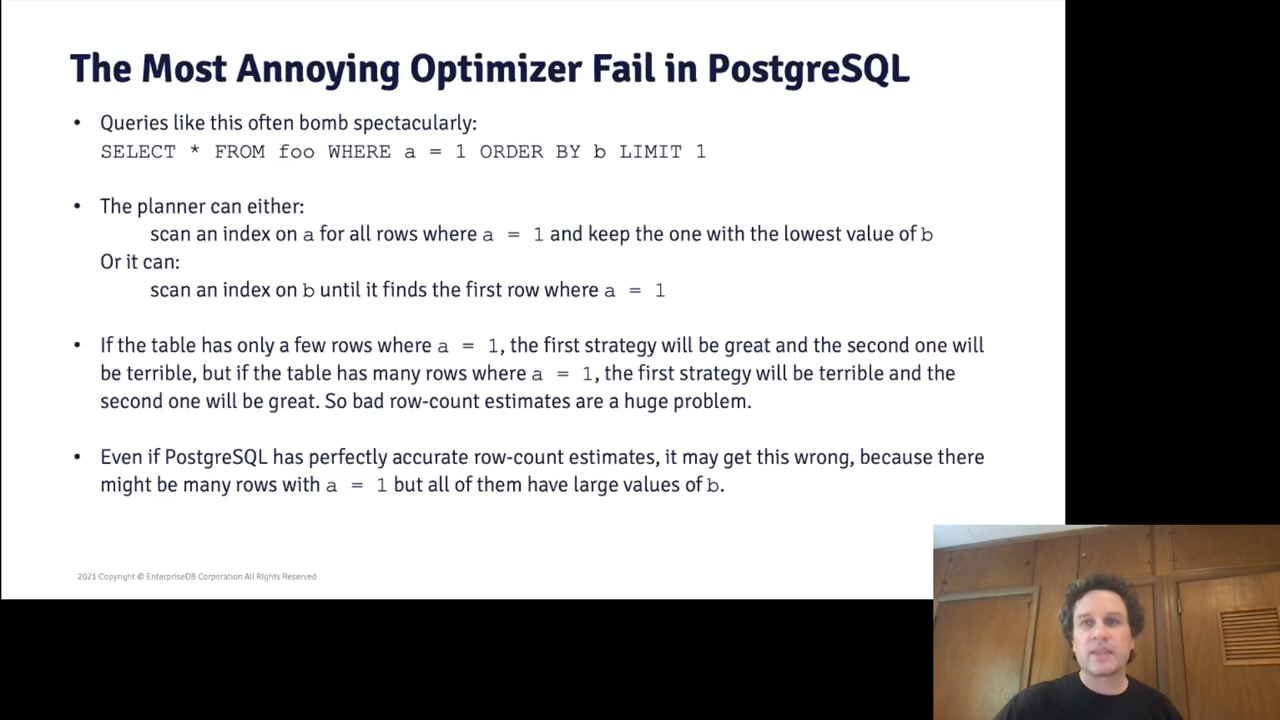 The Most Annoying Optimizer Fail in PostgreSQL
• Queries like this often bomb spectacularly:
SELECT * FROM foo WHERE a = 1 ORDER BY b LIMIT 1
• The planner can either:
scan an index on a for all rows where a = 1 and keep the one with the lowest value of b
Or it can:
scan an index on b until it finds the first row where a = 1
• If the table has only a few rows where a = 1, the first strategy will be great and the second one will
be terrible, but if the table has many rows where a = 1, the first strategy will be terrible and the
second one will be great. So bad row-count estimates are a huge problem.
• Even if PostgreSQL has perfectly accurate row-count estimates, it may get this wrong, because there
might be many rows with a = 1 but all of them have large values of b.
2021 Copyright © EnterpriseDB Corporation All Rights Reserved